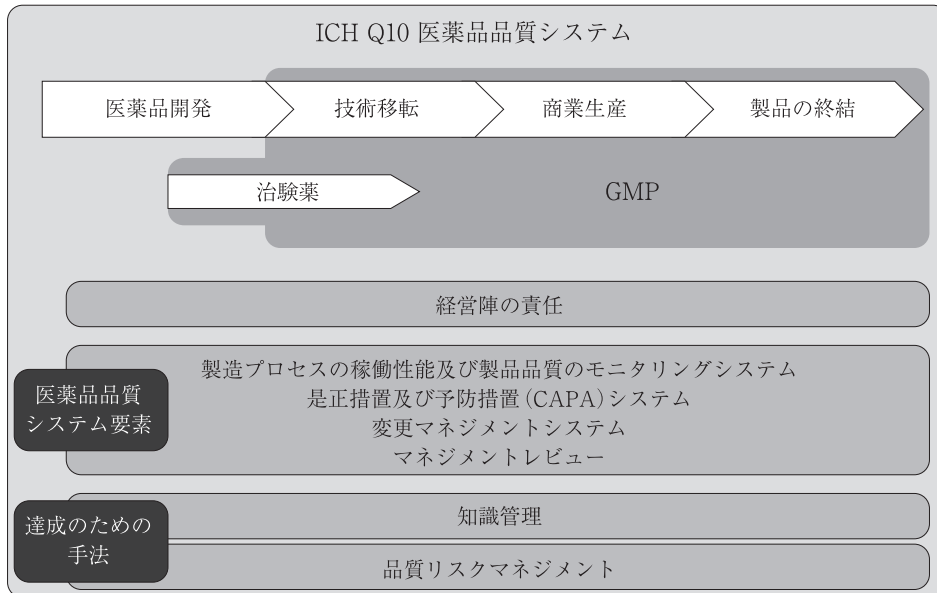 ICH Q10 医薬品品質システム
医薬品開発
技術移転
商業生産
製品の終結
治験薬
GMP
経営陣の責任
医薬品品質
システム要素
製造プロセスの稼働性能及び製品品質のモニタリングシステム
是正措置及び予防措置(CAPA)システム
変更マネジメントシステム
マネジメントレビュー
達成のための
手法
知識管理
品質リスクマネジメント